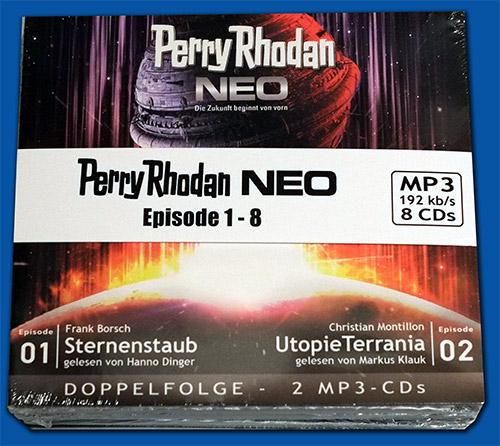 Perry Rhodan
NEO
Die Zukunft beginnt von vorn
Perry Rhodan NEO
Episode 1 - 8
MP3
192 kb/s
8 CDs
Episode
01
Frank Borsch
Sternenstaub
gelesen von Hanno Dinger
Christian Montillon
UtopieTerrania
gelesen von Markus Klauk
Episode
02
DOPPELFOLGE - 2 MP3-CDs